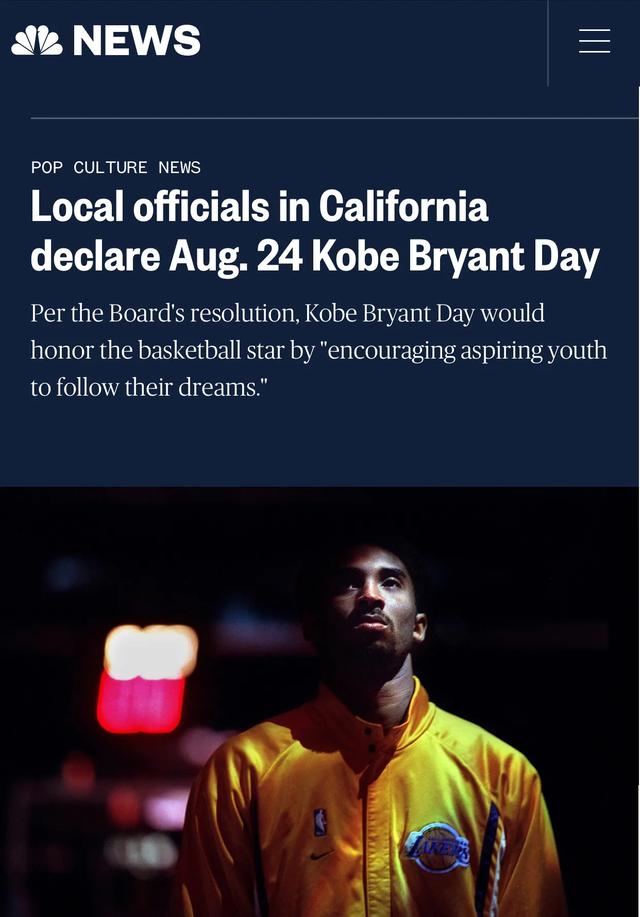 NEWS
POP CULTURE NEWS
Local officials in California
declare Aug. 24 Kobe Bryant Day
Per the Board's resolution, Kobe Bryant Day would
honor the basketball star by "encouraging aspiring youth
to follow their dreams."
LAKERS